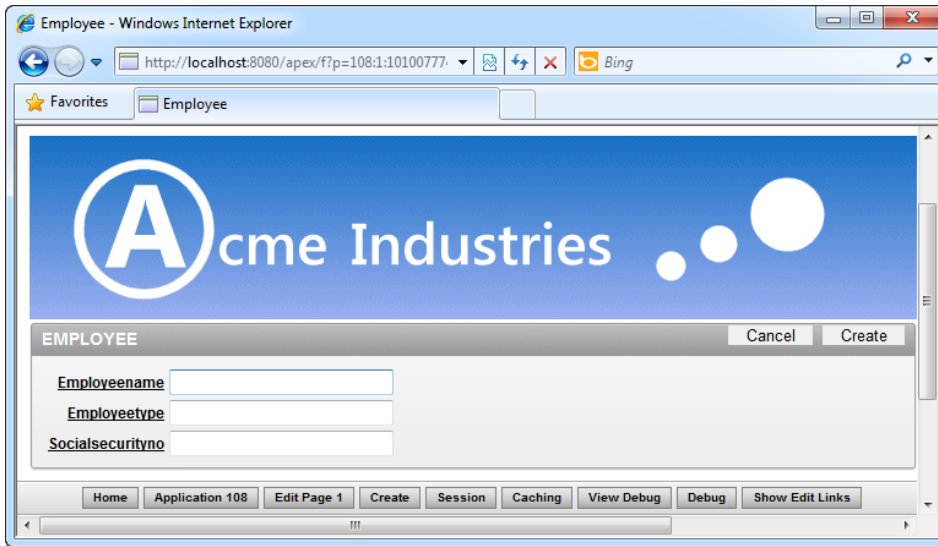 Employee - Windows Internet Explorer
http://localhost:8080/apex/f?p=108:1:10100777
Bing
Favorites
Employee
Acme Industries
EMPLOYEE
Cancel Create
Employeename
Employeetype
Socialsecurityno
Home Application 108 Edit Page 1 Create Session Caching View Debug Debug Show Edit Links